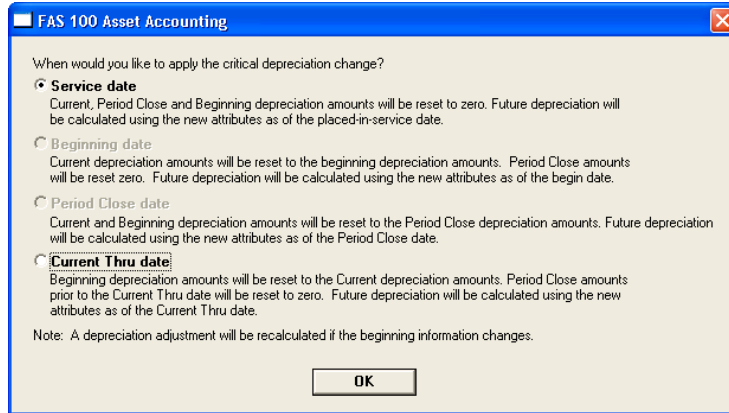 FAS 100 Asset Accounting
When would you like to apply the critical depreciation change?
Service date
Current, Period Close and Beginning depreciation amounts will be reset to zero. Future depreciation will
be calculated using the new attributes as of the placed-in-service date.
Beginning date
Current depreciation amounts will be reset to the beginning depreciation amounts.  Period Close amounts
will be reset zero.  Future depreciation will be calculated using the new attributes as of the begin date.
Period Close date
Current and Beginning depreciation amounts will be reset to the Period Close depreciation amounts. Future depreciation
will be calculated using the new attributes as of the Period Close date.
Current Thru date
Beginning depreciation amounts will be reset to the Current depreciation amounts. Period Close amounts
prior to the Current Thru date will be reset to zero.  Future depreciation will be calculated using the new
attributes as of the Current Thru date.
Note:  A depreciation adjustment will be recalculated if the beginning information changes.
OK